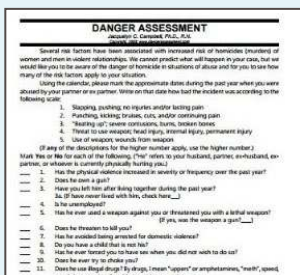 DANGER ASSESSMENT
Jacquelyn C. Campbell, Ph.D., R.N.
Several risk factors have been associated with increased risk of homicides (murders) of
women and men in violent relationships. We cannot predict what will happen in your case, but we
would like you to be aware of the danger of homicide in situations of abuse and for you to see how
many of the risk factors apply to your situation.
Using the calendar, please mark the approximate dates during the past year when you were
abused by your partner or ex partner. Write on that date how bad the incident was according to the
following scale:
1. Slapping, pushing; no injuries and/or lasting pain
2. Punching, kicking; bruises, cuts, and/or continuing pain
3. "Beating up"; severe contusions, burns, broken bones
4. Threat to use weapon; head injury, internal injury, permanent injury
5. Use of weapon; wounds from weapon
(If any of the descriptions for the higher number apply, use the higher number.)
Mark Yes or No for each of the following. ("He" refers to your husband, partner, ex-husband, ex-
partner, or whoever is currently physically hurting you.)
1. Has the physical violence increased in severity or frequency over the past year?
2. Does he own a gun?
3. Have you left him after living together during the past year?
3a. (If have never lived with him, check here__)
4. Is he unemployed?
5. Has he ever used a weapon against you or threatened you with a lethal weapon?
(If yes, was the weapon a gun?__)
6. Does he threaten to kill you?
7. Has he avoided being arrested for domestic violence?
8. Do you have a child that is not his?
9. Has he ever forced you to have sex when you did not wish to do so?
10. Does he ever try to choke you?
11. Does he use illegal drugs? By drugs, I mean "uppers" or amphetamines, "meth", speed,